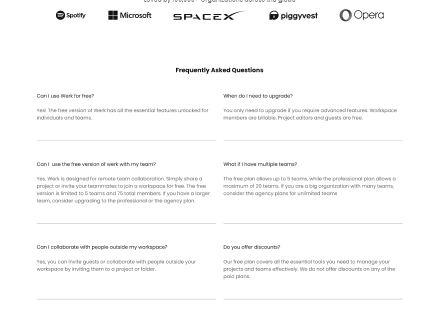 Spotify Microsoft SPACEX piggyvest Opera
Frequently Asked Questions
Can I use Werk for free?
Yes! The free version of Werk has all the essential features unlocked for
individuals and teams.
When do I need to upgrade?
You only need to upgrade if you require advanced features. Workspace
members are billable. Project editors and guests are free.
Can I use the free version of werk with my team?
Yes, Werk is designed for remote team collaboration. Simply share a
project or invite your teammates to join a workspace for free. The free
version is limited to 5 teams and 75 total members. If you have a larger
team, consider upgrading to the professional or the agency plan.
What if I have multiple teams?
The free plan allows up to 5 teams, while the professional plan allows a
maximum of 20 teams. If you are a big organization with many teams,
consider the agency plans for unlimited teams
Can I collaborate with people outside my workspace?
Yes, you can invite guests or collaborate with people outside your
workspace by inviting them to a project or folder.
Do you offer discounts?
Our free plan covers all the essential tools you need to manage your
projects and teams effectively. We do not offer discounts on any of the
paid plans.